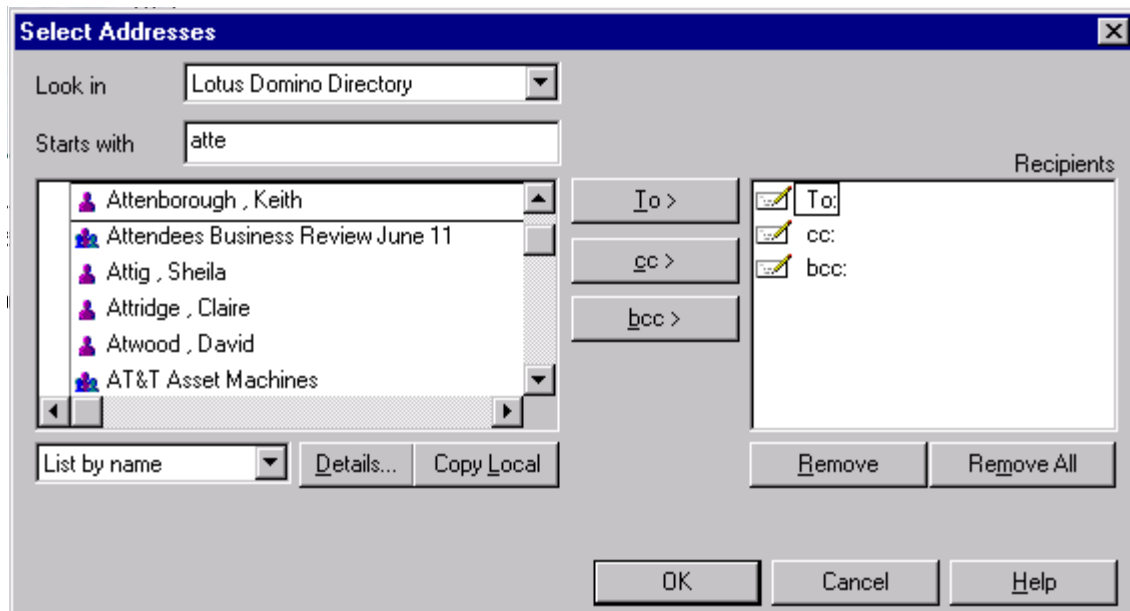 Select Addresses
Look in
Lotus Domino Directory
Starts with
atte
Recipients
Attenborough , Keith
Attendees Business Review June 11
Attig , Sheila
Attridge , Claire
Atwood , David
AT&T Asset Machines
To >
cc >
bcc >
To:
cc:
bcc:
List by name
Details...
Copy Local
Remove
Remove All
OK
Cancel
Help